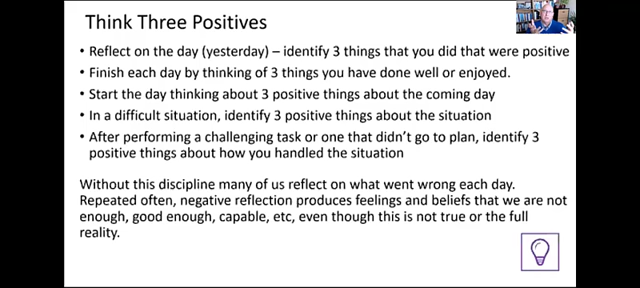 Think Three Positives
• Reflect on the day (yesterday) – identify 3 things that you did that were positive
• Finish each day by thinking of 3 things you have done well or enjoyed.
• Start the day thinking about 3 positive things about the coming day
• In a difficult situation, identify 3 positive things about the situation
• After performing a challenging task or one that didn't go to plan, identify 3
positive things about how you handled the situation
Without this discipline many of us reflect on what went wrong each day.
Repeated often, negative reflection produces feelings and beliefs that we are not
enough, good enough, capable, etc, even though this is not true or the full
reality.